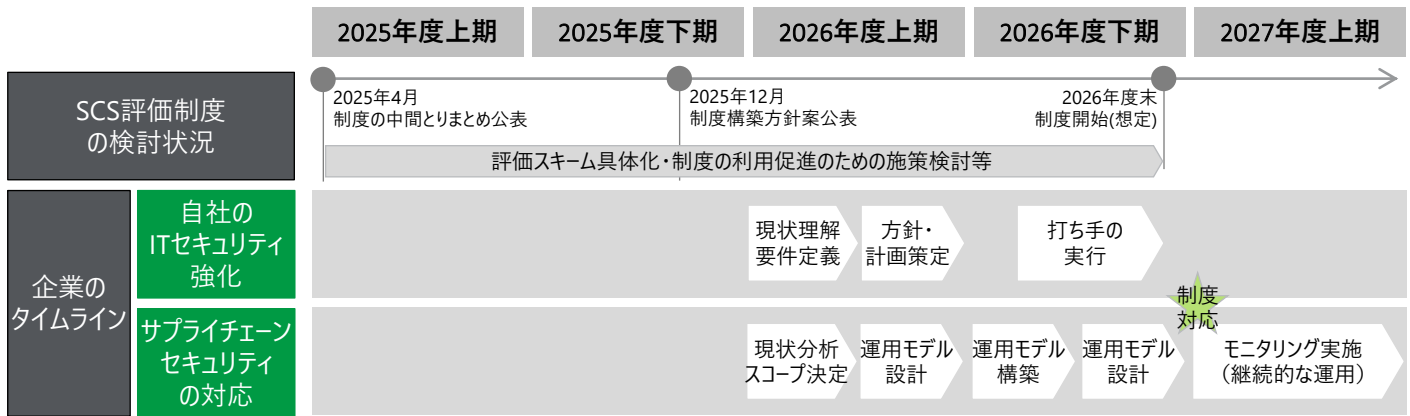 2025年度上期
2025年度下期
2026年度上期
2026年度下期
2027年度上期
SCS評価制度
の検討状況
2025年4月
制度の中間とりまとめ公表
2025年12月
制度構築方針案公表
2026年度末
制度開始(想定)
評価スキーム具体化・制度の利用促進のための施策検討等
企業の
タイムライン
自社の
ITセキュリティ
強化
現状理解
要件定義
方針・
計画策定
打ち手の
実行
制度
対応
サプライチェーン
セキュリティ
の対応
現状分析
スコープ決定
運用モデル
設計
運用モデル
構築
運用モデル
設計
モニタリング実施
（継続的な運用）